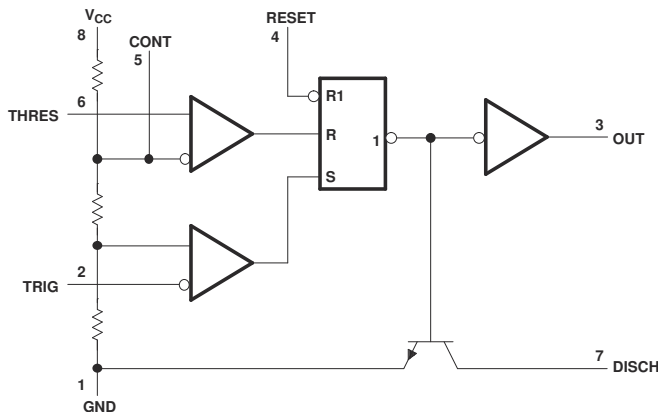 VCC
8
CONT
5
RESET
4
6
THRES
R1
R
1
S
3
OUT
2
TRIG
7
DISCH
1
GND